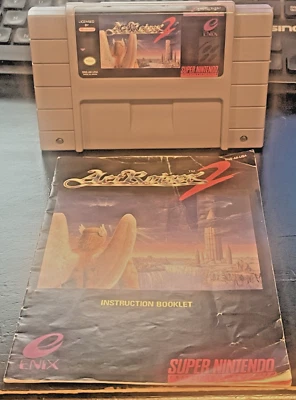 ActRaiser 2
ENIX
SUPER NINTENDO
ActRaiser 2
INSTRUCTION BOOKLET
ENIX
SUPER NINTENDO